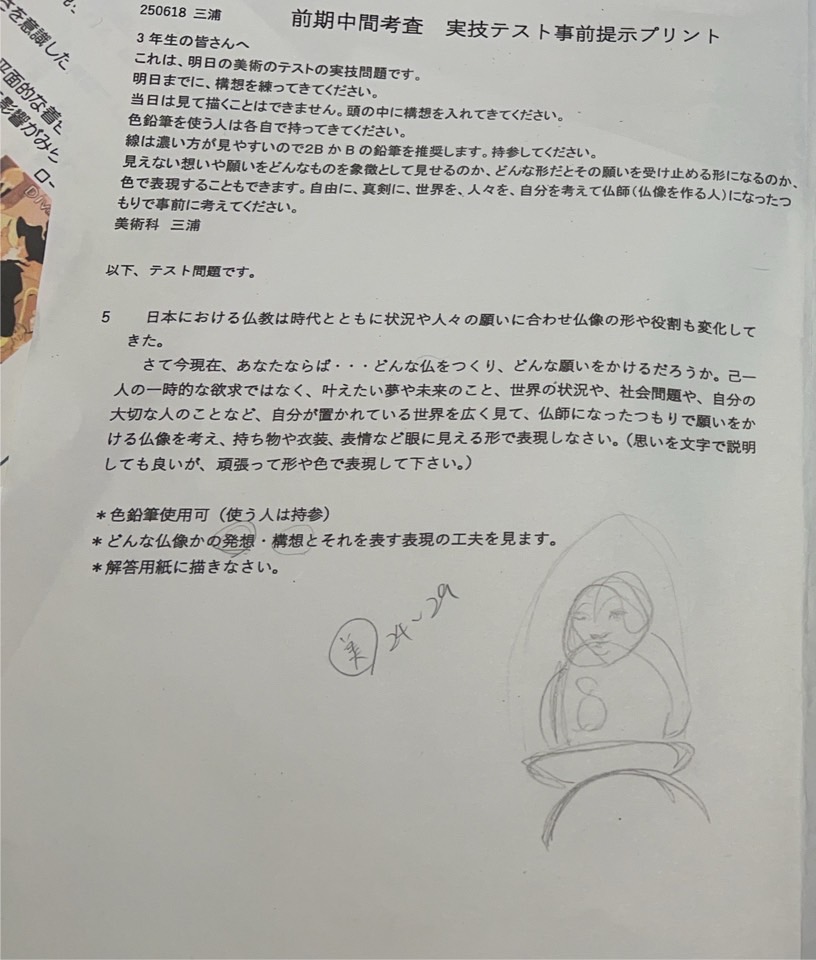 さを意識した
平面的な着
影響がみら
ロー
250618 三浦
前期中間考査 実技テスト事前提示プリント
3年生の皆さんへ
これは、明日の美術のテストの実技問題です。
明日までに、構想を練ってきてください。
当日は見て描くことはできません。頭の中に構想を入れてきてください。
色鉛筆を使う人は各自で持ってきてください。
線は濃い方が見やすいので2BかBの鉛筆を推奨します。持参してください。
見えない想いや願いをどんなものを象徴として見せるのか、どんな形だとその願いを受け止める形になるのか、
色で表現することもできます。自由に、真剣に、世界を、人々を、自分を考えて仏師(仏像を作る人)になったつ
もりで事前に考えてください。
美術科 三浦
以下、テスト問題です。
5 日本における仏教は時代とともに状況や人々の願いに合わせ仏像の形や役割も変化して
きた。
さて今現在、あなたならば・・・どんな仏をつくり、どんな願いをかけるだろうか。己一
人の一時的な欲求ではなく、叶えたい夢や未来のこと、世界の状況や、社会問題や、自分の
大切な人のことなど、自分が置かれている世界を広く見て、仏師になったつもりで願いをか
ける仏像を考え、持ち物や衣装、表情など眼に見える形で表現しなさい。(思いを文字で説明
しても良いが、頑張って形や色で表現して下さい。)
*色鉛筆使用可(使う人は持参)
*どんな仏像かの発想・構想とそれを表す表現の工夫を見ます。
*解答用紙に描きなさい。
美 24~29